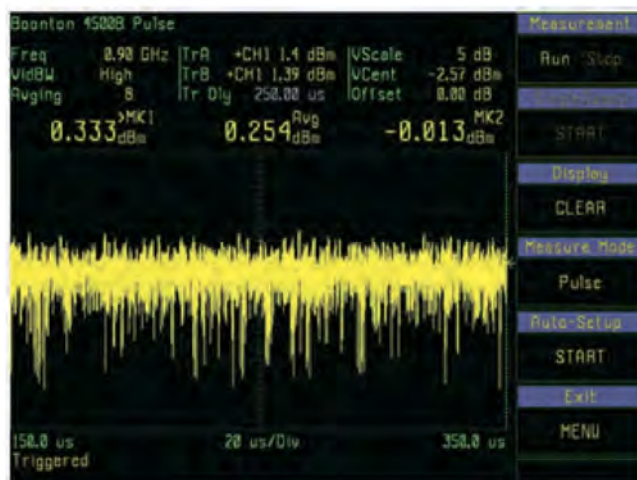 Boonton 4500B Pulse
Freq 0.90 GHz TrA +CH1 1.4 dBm VScale 5 dB
VidBW High TrB +CH1 1.39 dBm VCent -2.57 dBm
Avging 8 Tr Dly 250.00 us Offset 0.00 dB
0.333 >MK1 dBm 0.254 Avg dBm -0.013 MK2 dBm
150.0 us 20 us/Div 350.0 us
Triggered
Measurement
Run Stop
START
Display
CLEAR
Measure Mode
Pulse
Auto-Setup
START
Exit
MENU